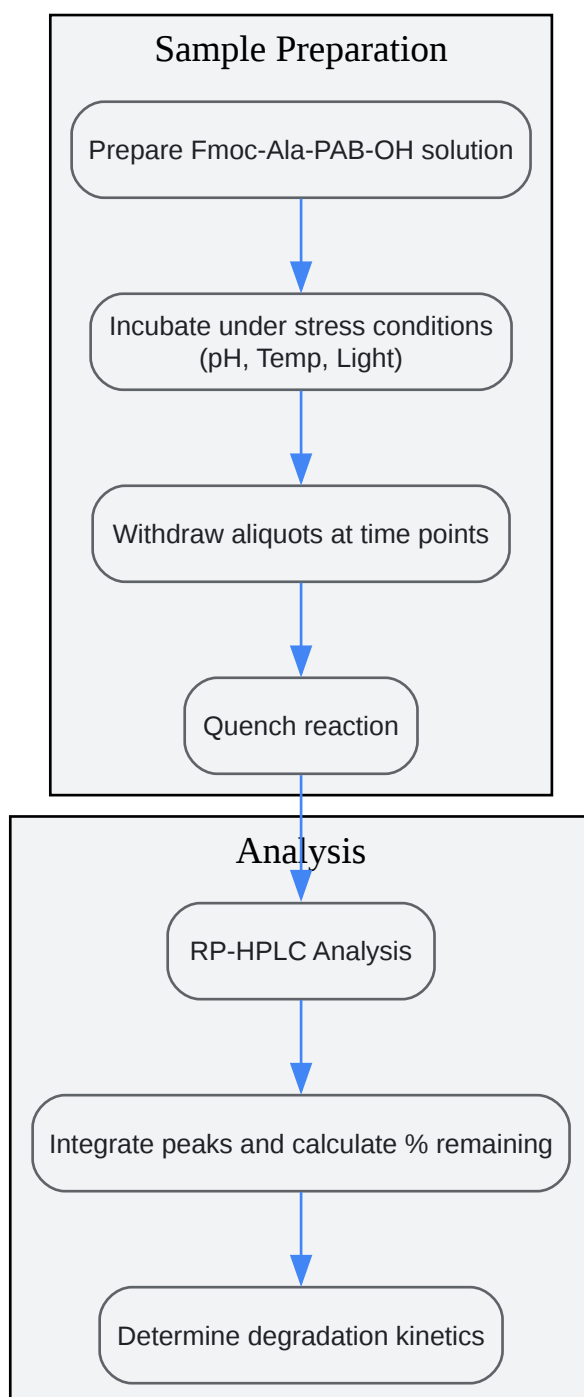 Sample Preparation
Prepare Fmoc-Ala-PAB-OH solution
Incubate under stress conditions
(pH, Temp, Light)
Withdraw aliquots at time points
Quench reaction
Analysis
RP-HPLC Analysis
Integrate peaks and calculate % remaining
Determine degradation kinetics